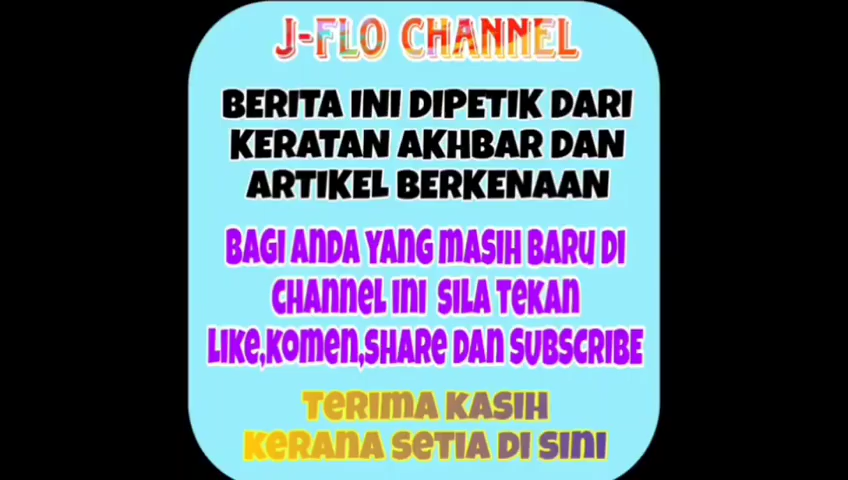 J-FLO CHANNEL
BERITA INI DIPETIK DARI
KERATAN AKHBAR DAN
ARTIKEL BERKENAAN
BAGI ANDA YANG MASIH BARU DI
CHANNEL INI SILA TEKAN
LIKE,KOMEN,SHARE DAN SUBSCRIBE
TERIMA KASIH
KERANA SETIA DI SINI